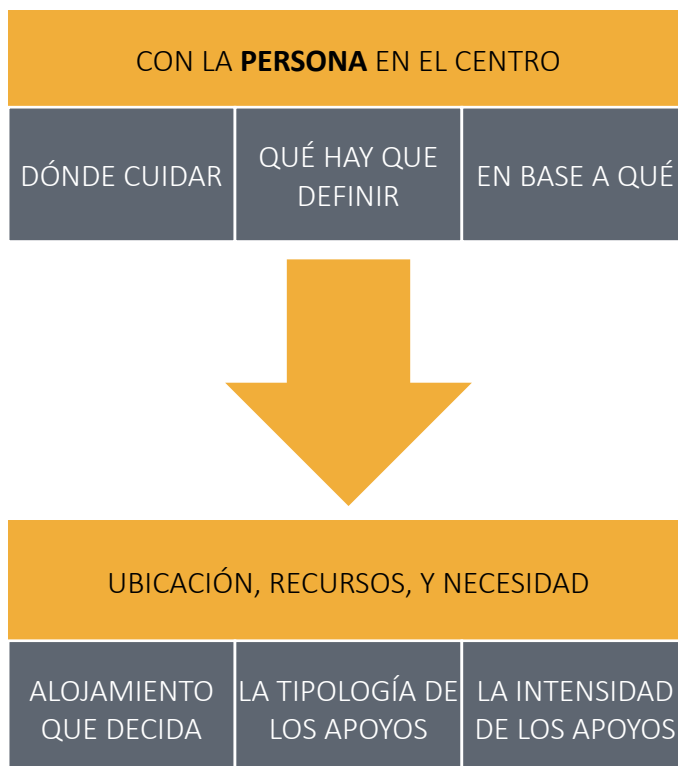 CON LA PERSONA EN EL CENTRO
DÓNDE CUIDAR
QUÉ HAY QUE
DEFINIR
EN BASE A QUÉ
UBICACIÓN, RECURSOS, Y NECESIDAD
ALOJAMIENTO
QUE DECIDA
LA TIPOLOGÍA DE
LOS APOYOS
LA INTENSIDAD
DE LOS APOYOS